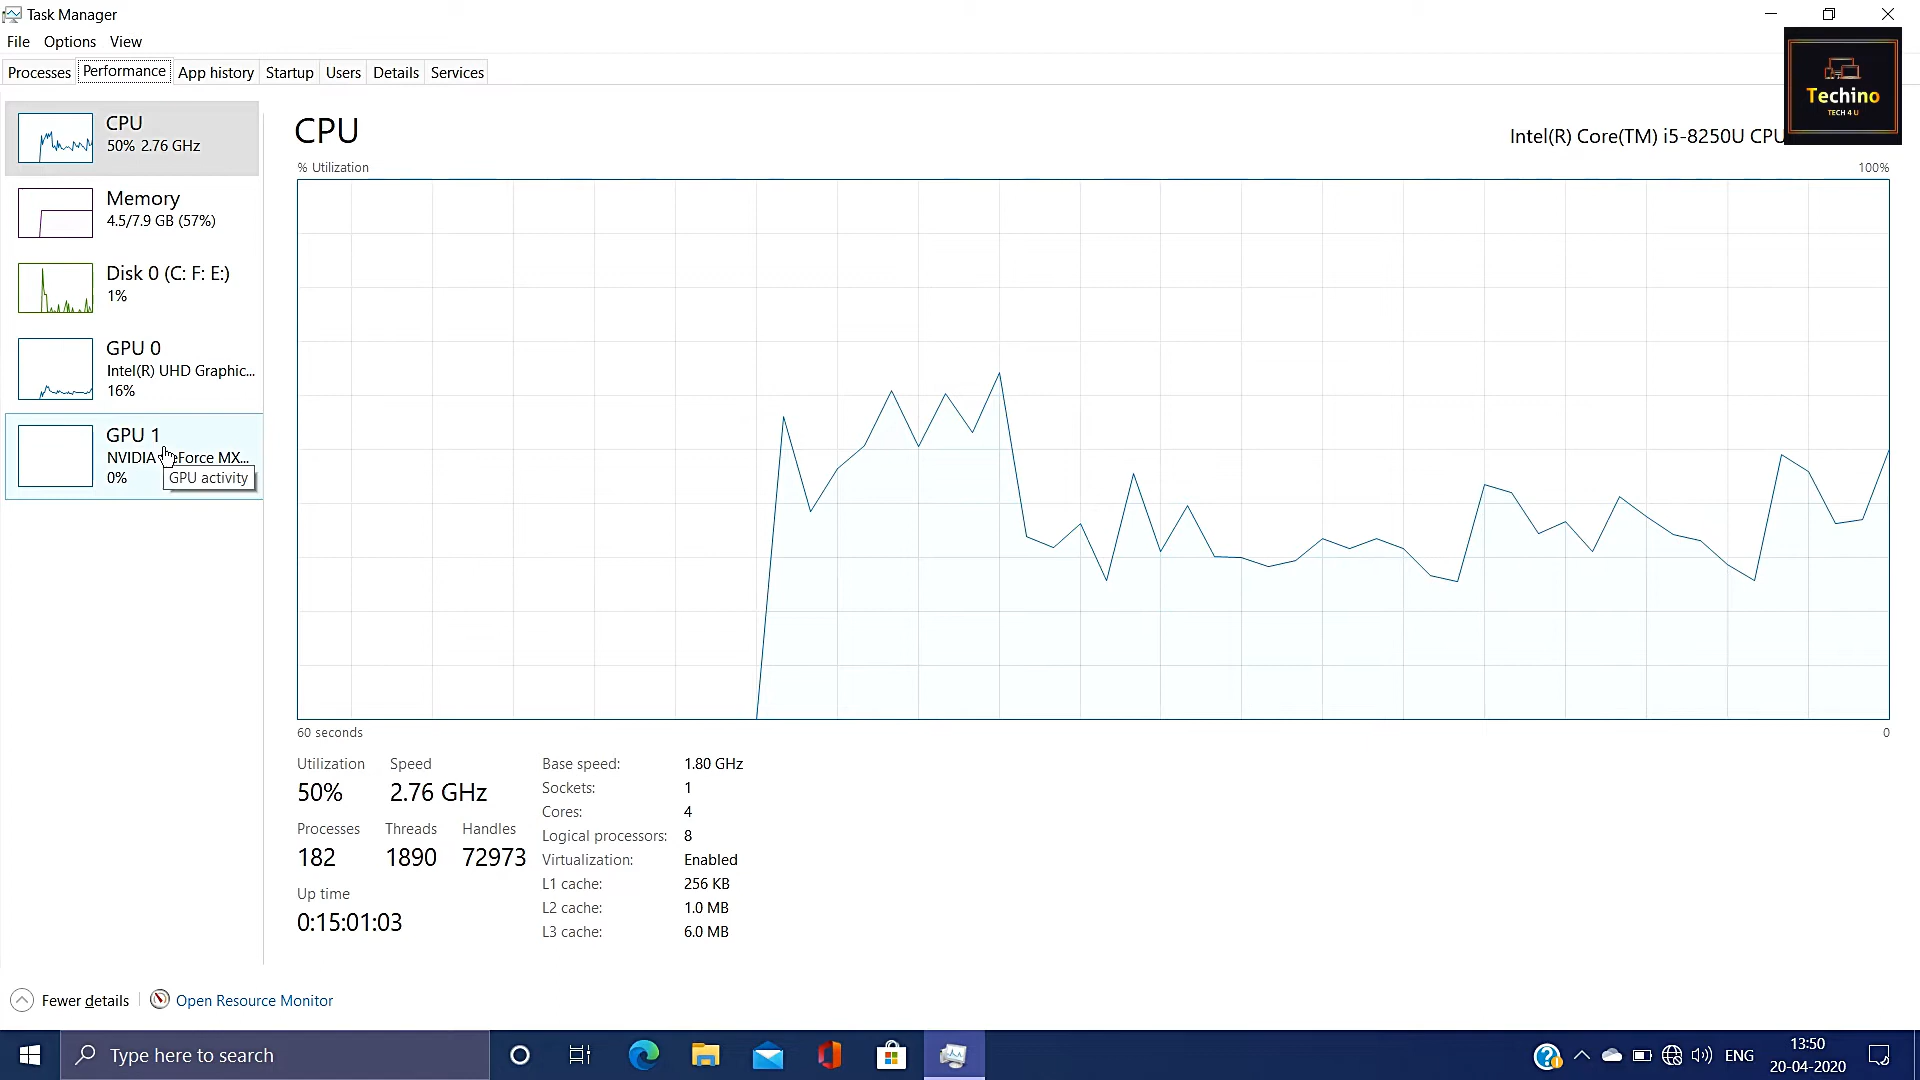 Task Manager
File Options View
Processes Performance App history Startup Users Details Services
Techino
TECH 4 U
CPU
50% 2.76 GHz
Memory
4.5/7.9 GB (57%)
Disk 0 (C: F: E:)
1%
GPU 0
Intel(R) UHD Graphic...
16%
GPU 1
NVIDIA eForce MX...
0%
GPU activity
CPU
Intel(R) Core(TM) i5-8250U CPU
% Utilization 100%
60 seconds 0
Utilization Speed
50% 2.76 GHz
Processes Threads Handles
182 1890 72973
Up time
0:15:01:03
Base speed: 1.80 GHz
Sockets: 1
Cores: 4
Logical processors: 8
Virtualization: Enabled
L1 cache: 256 KB
L2 cache: 1.0 MB
L3 cache: 6.0 MB
Fewer details Open Resource Monitor
Type here to search
ENG
13:50
20-04-2020